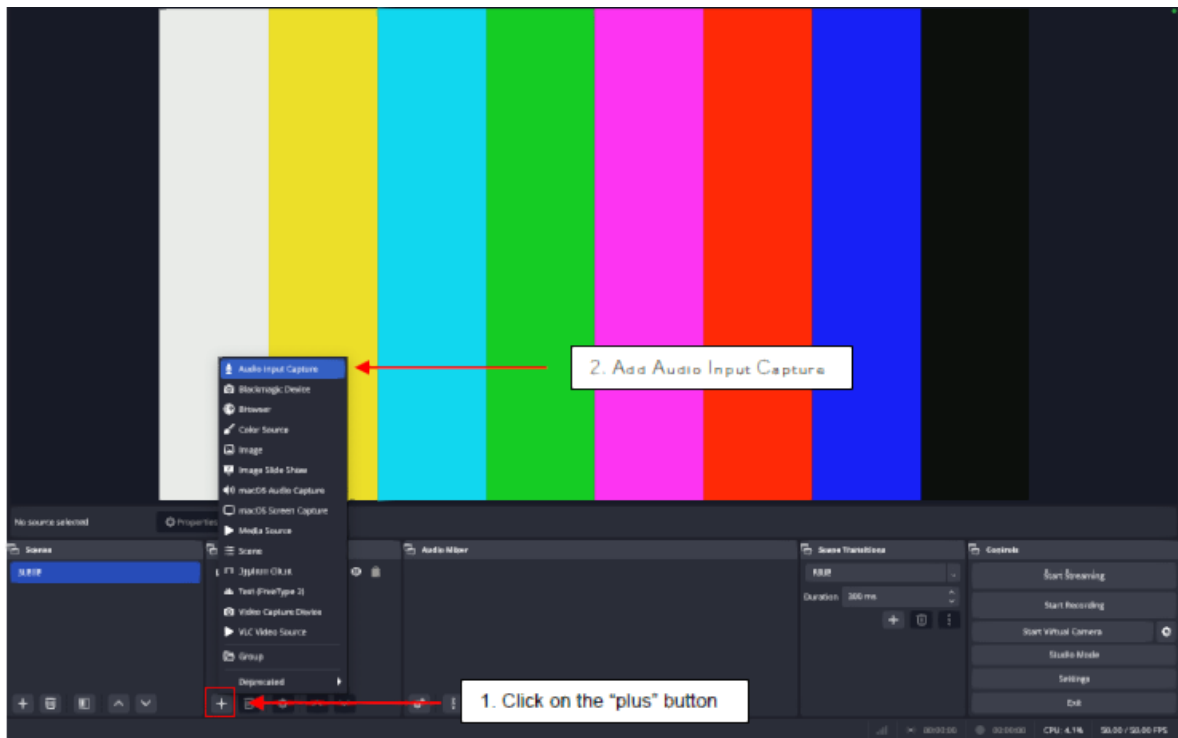 2. Add Audio Input Capture
Audio Input Capture
Blackmagic Device
Browser
Color Source
Image
Image Slide Show
macOS Audio Capture
macOS Screen Capture
Media Source
Scene
Text (FreeType 2)
Video Capture Device
VLC Video Source
Group
Deprecated
No source selected
Properties
Scenes
Audio Mixer
Scene Transitions
Duration 300 ms
Controls
Start Streaming
Start Recording
Start Virtual Camera
Studio Mode
Settings
Exit
1. Click on the “plus” button
00:00:00
00:00:00
CPU: 4.1%
50.00 / 50.00 FPS